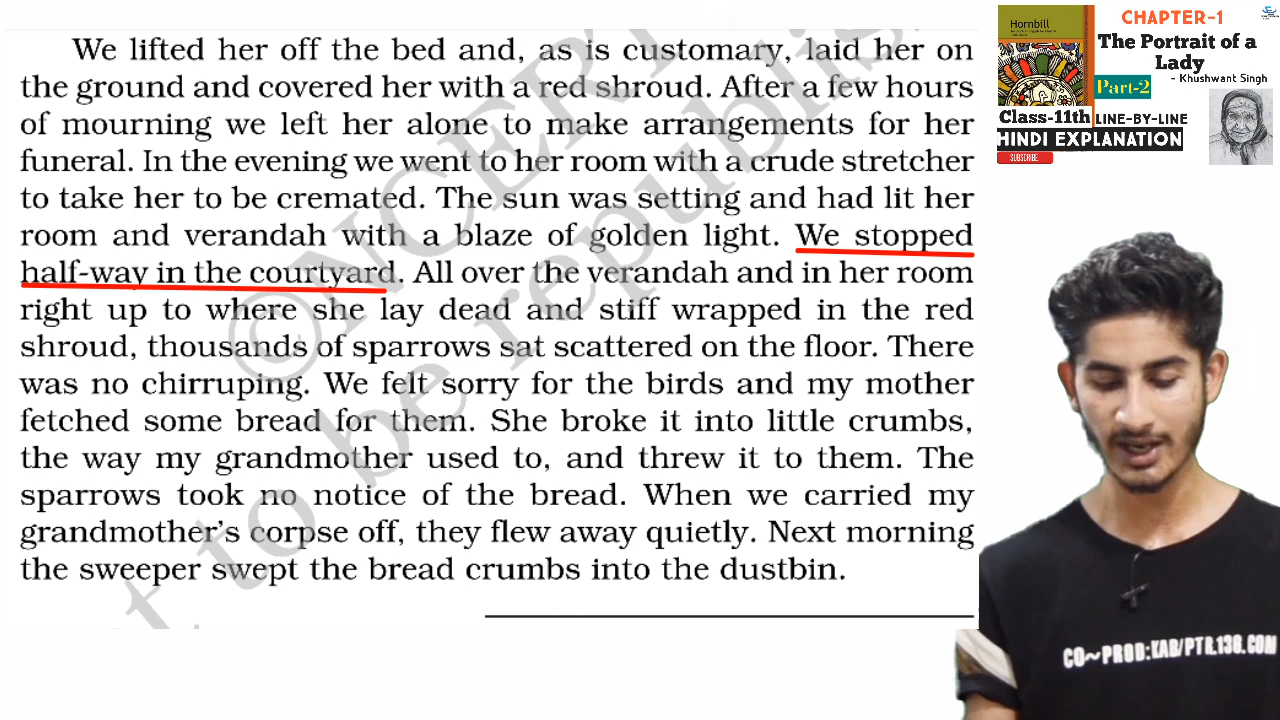 We lifted her off the bed and, as is customary, laid her on
the ground and covered her with a red shroud. After a few hours
of mourning we left her alone to make arrangements for her
funeral. In the evening we went to her room with a crude stretcher
to take her to be cremated. The sun was setting and had lit her
room and verandah with a blaze of golden light. We stopped
half-way in the courtyard. All over the verandah and in her room
right up to where she lay dead and stiff wrapped in the red
shroud, thousands of sparrows sat scattered on the floor. There
was no chirruping. We felt sorry for the birds and my mother
fetched some bread for them. She broke it into little crumbs,
the way my grandmother used to, and threw it to them. The
sparrows took no notice of the bread. When we carried my
grandmother's corpse off, they flew away quietly. Next morning
the sweeper swept the bread crumbs into the dustbin.
©NCERT
to be republis
Hornbill
CHAPTER-1
The Portrait of a
Lady
- Khushwant Singh
Part-2
Class-11th LINE-BY-LINE
HINDI EXPLANATION
SUBSCRIBE
CO~PROD:KAB/PTR.136.COM